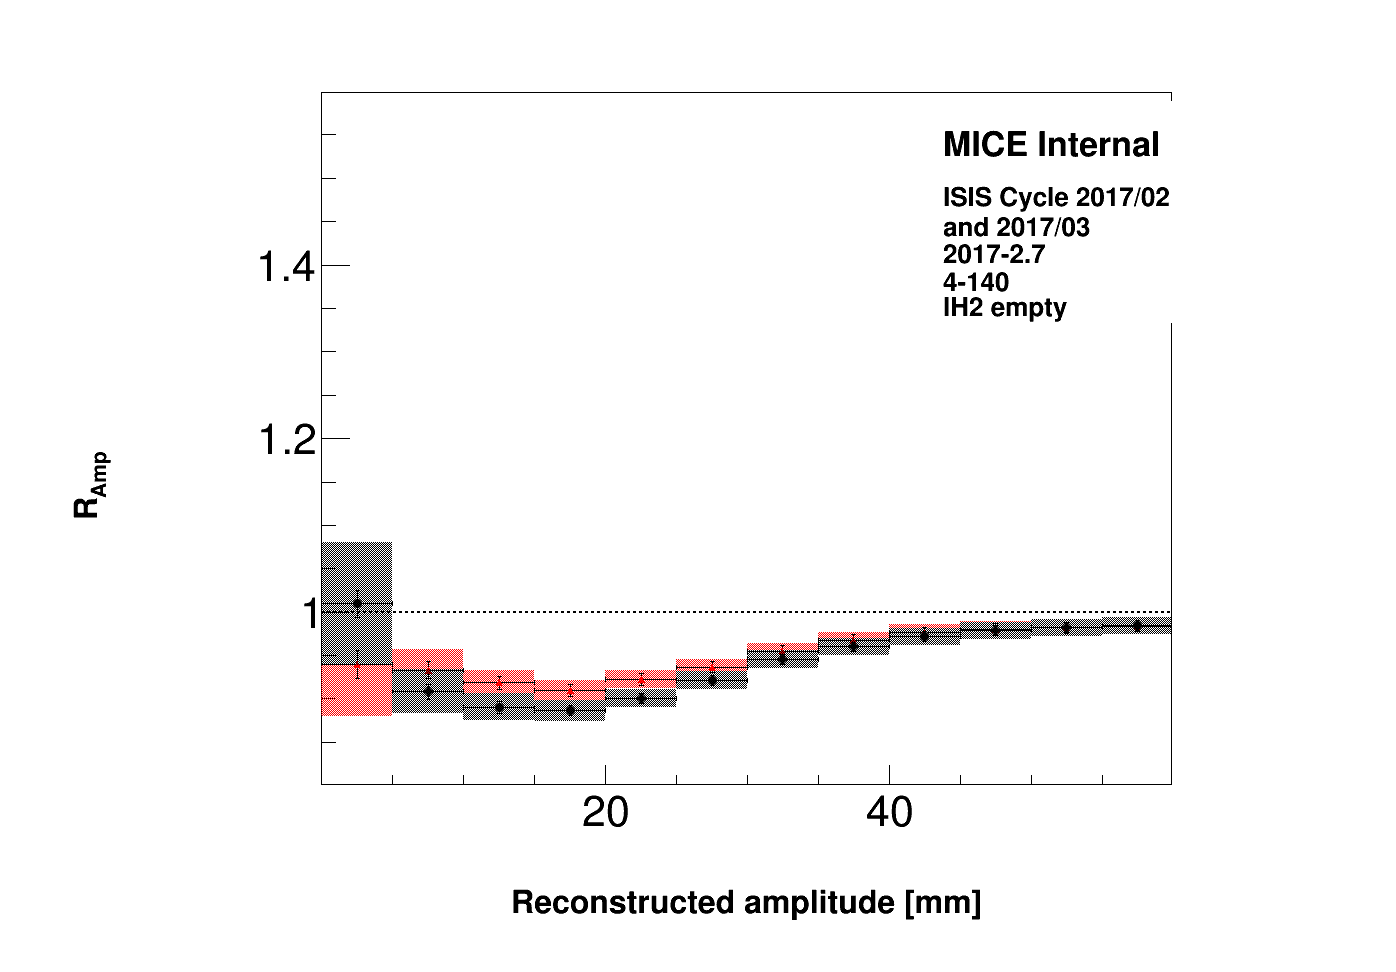 MICE Internal
ISIS Cycle 2017/02
and 2017/03
2017-2.7
4-140
lH2 empty
1.4
1.2
1
R_Amp
20 40
Reconstructed amplitude [mm]